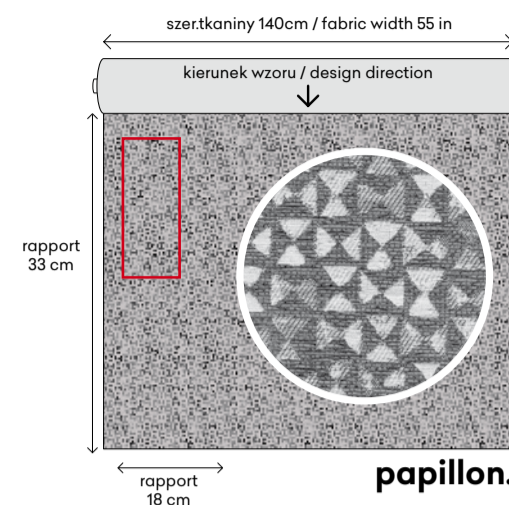 szer.tkaniny 140cm / fabric width 55 in
kierunek wzoru / design direction
rapport
33 cm
rapport
18 cm
papillon.